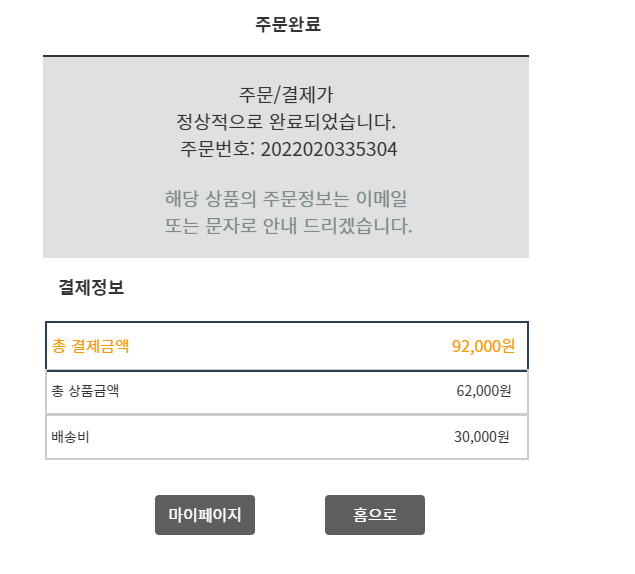 주문완료
주문/결제가
정상적으로 완료되었습니다.
주문번호: 2022020335304
해당 상품의 주문정보는 이메일
또는 문자로 안내 드리겠습니다.
결제정보
총 결제금액 92,000원
총 상품금액 62,000원
배송비 30,000원
마이페이지 홈으로